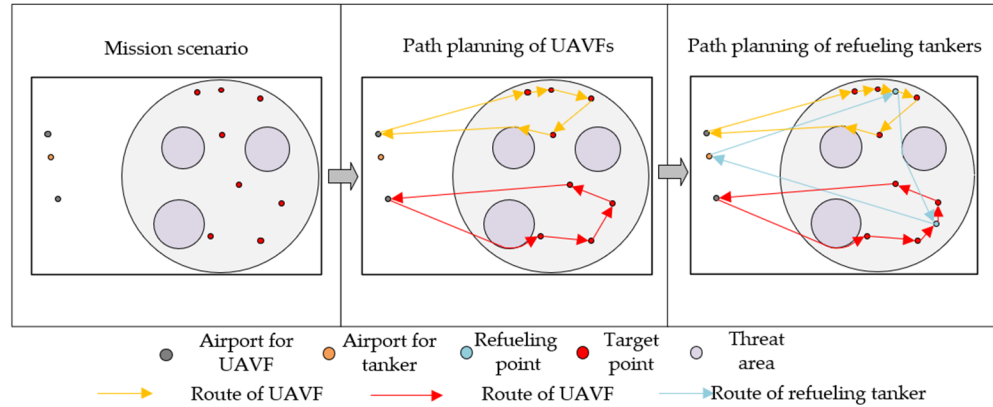 Mission scenario
Path planning of UAVFs
Path planning of refueling tankers
Airport for
UAVF
Airport for
tanker
Refueling
point
Target
point
Threat
area
Route of UAVF
Route of UAVF
Route of refueling tanker